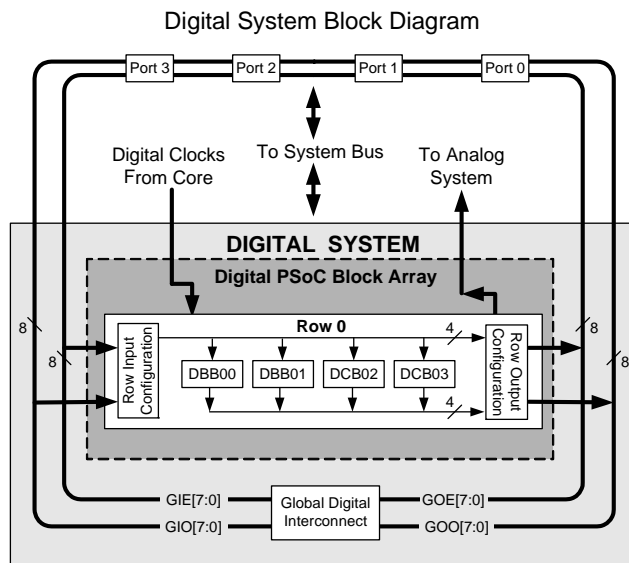 Digital System Block Diagram
Port 3
Port 2
Port 1
Port 0
Digital Clocks
From Core
To System Bus
To Analog
System
DIGITAL SYSTEM
Digital PSoC Block Array
Row 0
4
8
8
8
8
Row Input
Configuration
DBB00
DBB01
DCB02
DCB03
4
Row Output
Configuration
GIE[7:0]
GIO[7:0]
Global Digital
Interconnect
GOE[7:0]
GOO[7:0]